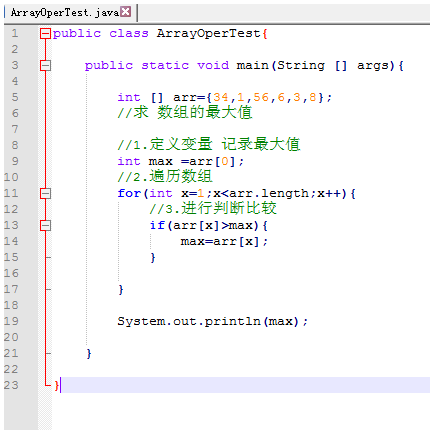 ArrayOperTest.java
1 public class ArrayOperTest{
2
3 public static void main(String [] args){
4
5 int [] arr={34,1,56,6,3,8};
6 //求 数组的最大值
7
8 //1.定义变量 记录最大值
9 int max =arr[0];
10 //2.遍历数组
11 for(int x=1;x<arr.length;x++){
12 //3.进行判断比较
13 if(arr[x]>max){
14 max=arr[x];
15 }
16
17 }
18
19 System.out.println(max);
20
21 }
22
23 }